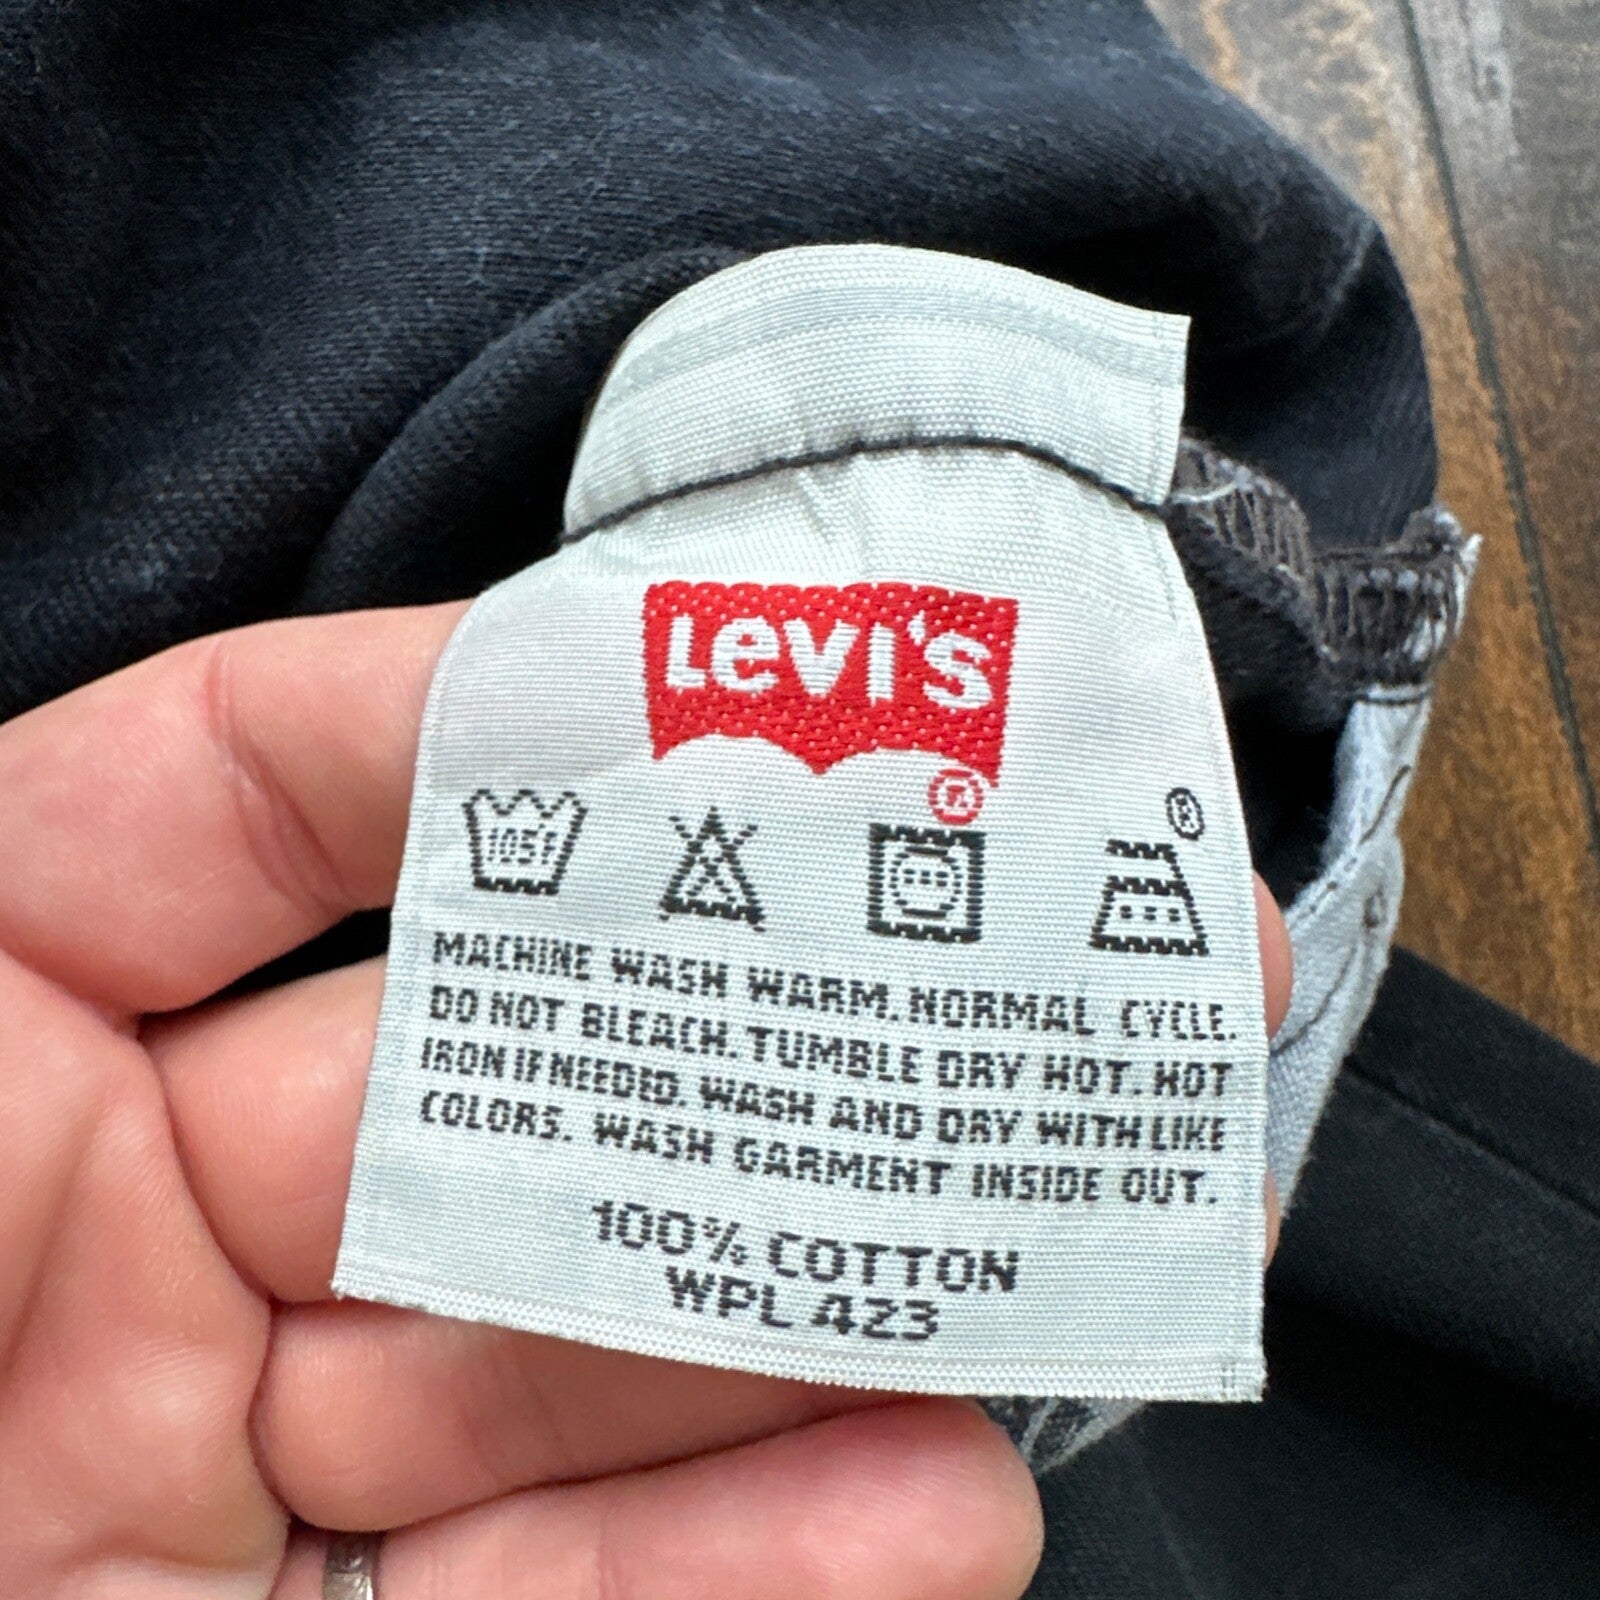 Levi's
®
®
105F
MACHINE WASH WARM. NORMAL CYCLE.
DO NOT BLEACH. TUMBLE DRY HOT. HOT
IRON IF NEEDED. WASH AND DRY WITH LIKE
COLORS. WASH GARMENT INSIDE OUT.
100% COTTON
WPL 423